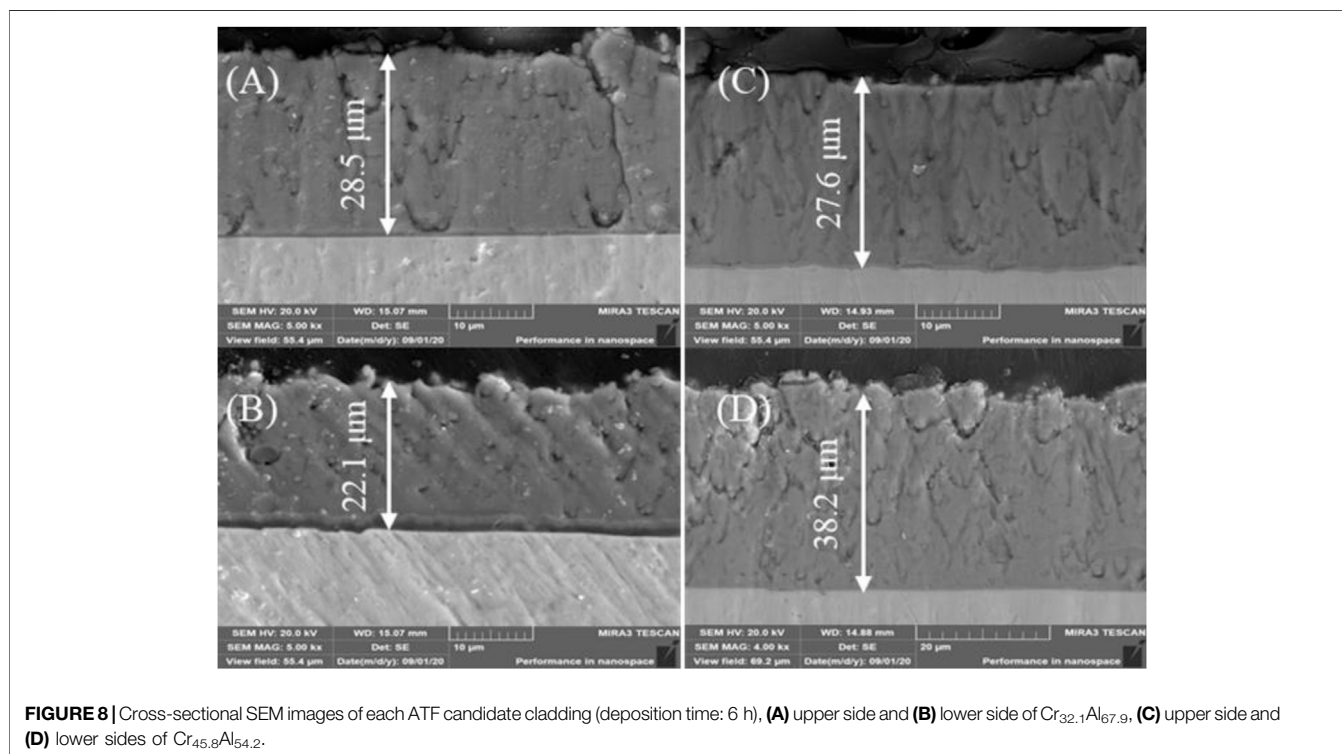 (A)
28.5 μm
SEM HV: 20.0 kV WD: 15.07 mm MIRA3 TESCAN
SEM MAG: 5.00 kx Det: SE 10 μm
View field: 55.4 μm Date(m/d/y): 09/01/20 Performance in nanospace
(C)
27.6 μm
SEM HV: 20.0 kV WD: 14.93 mm MIRA3 TESCAN
SEM MAG: 5.00 kx Det: SE 10 μm
View field: 55.4 μm Date(m/d/y): 09/01/20 Performance in nanospace
(B)
22.1 μm
SEM HV: 20.0 kV WD: 15.07 mm MIRA3 TESCAN
SEM MAG: 5.00 kx Det: SE 10 μm
View field: 55.4 μm Date(m/d/y): 09/01/20 Performance in nanospace
(D)
38.2 μm
SEM HV: 20.0 kV WD: 14.88 mm MIRA3 TESCAN
SEM MAG: 4.00 kx Det: SE 20 μm
View field: 69.2 μm Date(m/d/y): 09/01/20 Performance in nanospace
FIGURE 8 | Cross-sectional SEM images of each ATF candidate cladding (deposition time: 6 h), (A) upper side and (B) lower side of Cr32.1Al67.9, (C) upper side and
(D) lower sides of Cr45.8Al54.2.